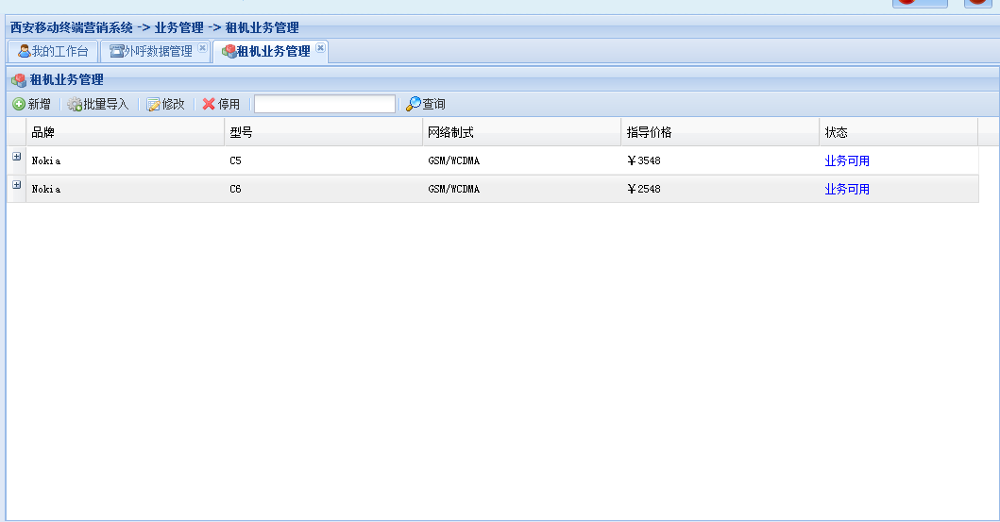 西安移动终端营销系统 -> 业务管理 -> 租机业务管理
我的工作台 外呼数据管理 租机业务管理
租机业务管理
新增 批量导入 修改 停用 查询
品牌 型号 网络制式 指导价格 状态
Nokia C5 GSM/WCDMA ￥3548 业务可用
Nokia C6 GSM/WCDMA ￥2548 业务可用